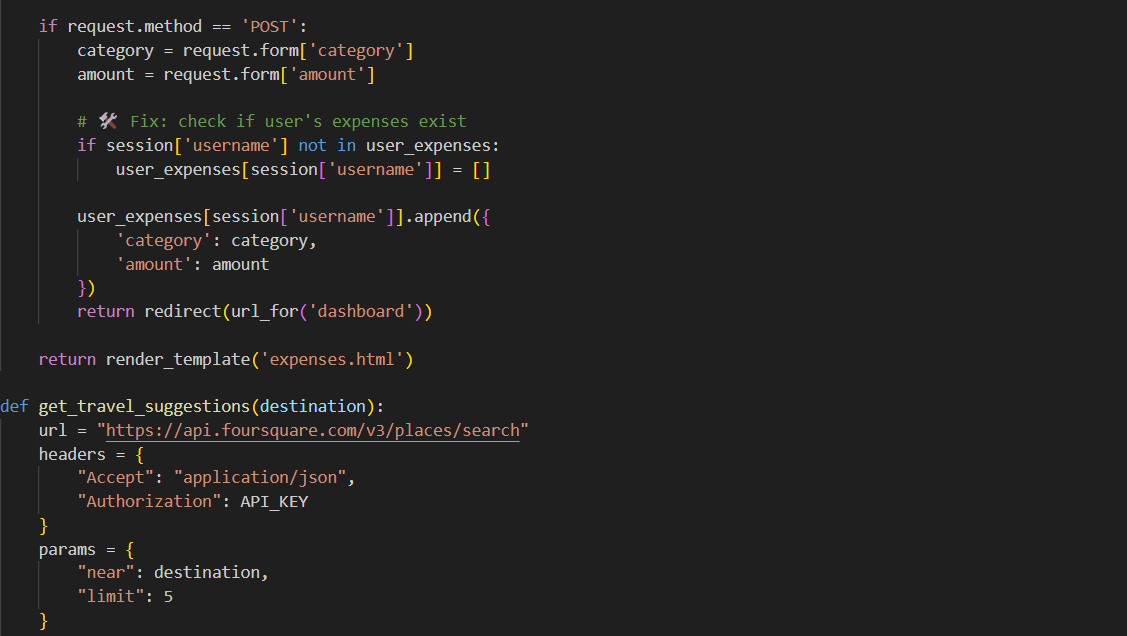 if request.method == 'POST':
category = request.form['category']
amount = request.form['amount']
# 🛠 Fix: check if user's expenses exist
if session['username'] not in user_expenses:
user_expenses[session['username']] = []
user_expenses[session['username']].append({
'category': category,
'amount': amount
})
return redirect(url_for('dashboard'))
return render_template('expenses.html')
def get_travel_suggestions(destination):
url = "https://api.foursquare.com/v3/places/search"
headers = {
"Accept": "application/json",
"Authorization": API_KEY
}
params = {
"near": destination,
"limit": 5
}